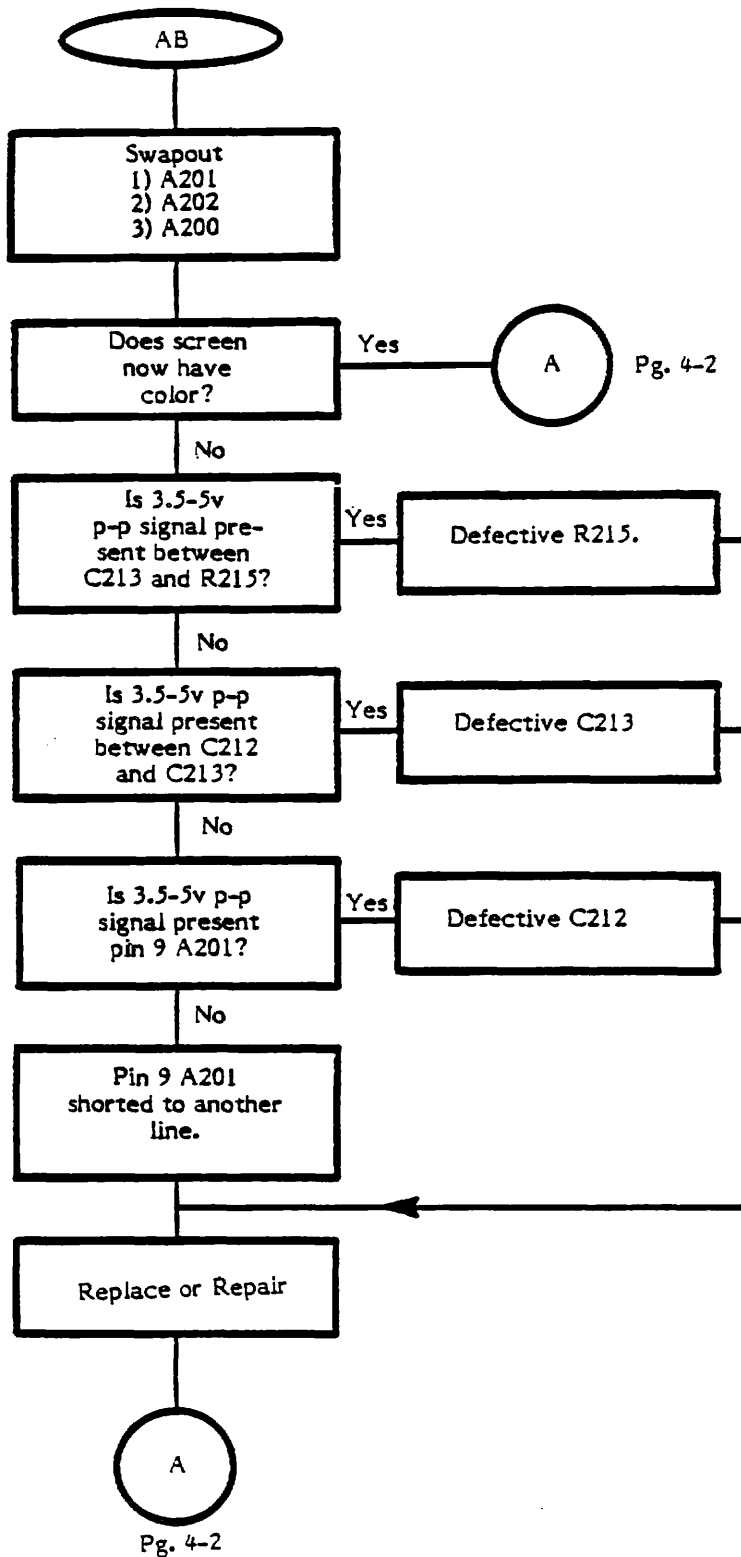 AB
Swapout
1) A201
2) A202
3) A200
Does screen
now have
color?
Yes
A
Pg. 4-2
No
Is 3.5-5v
p-p signal pre-
sent between
C213 and R215?
Yes
Defective R215.
No
Is 3.5-5v p-p
signal present
between C212
and C213?
Yes
Defective C213
No
Is 3.5-5v p-p
signal present
pin 9 A201?
Yes
Defective C212
No
Pin 9 A201
shorted to another
line.
Replace or Repair
A
Pg. 4-2